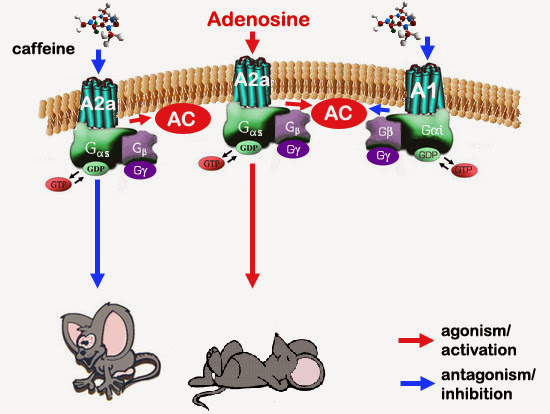 Adenosine
caffeine
A2a
AC
Gαs
Gβ
Gγ
GDP
GTP
A2a
AC
Gαs
Gβ
Gγ
GDP
GTP
A1
Gβ
Gαi
Gγ
GDP
GTP
agonism/
activation
antagonism/
inhibition